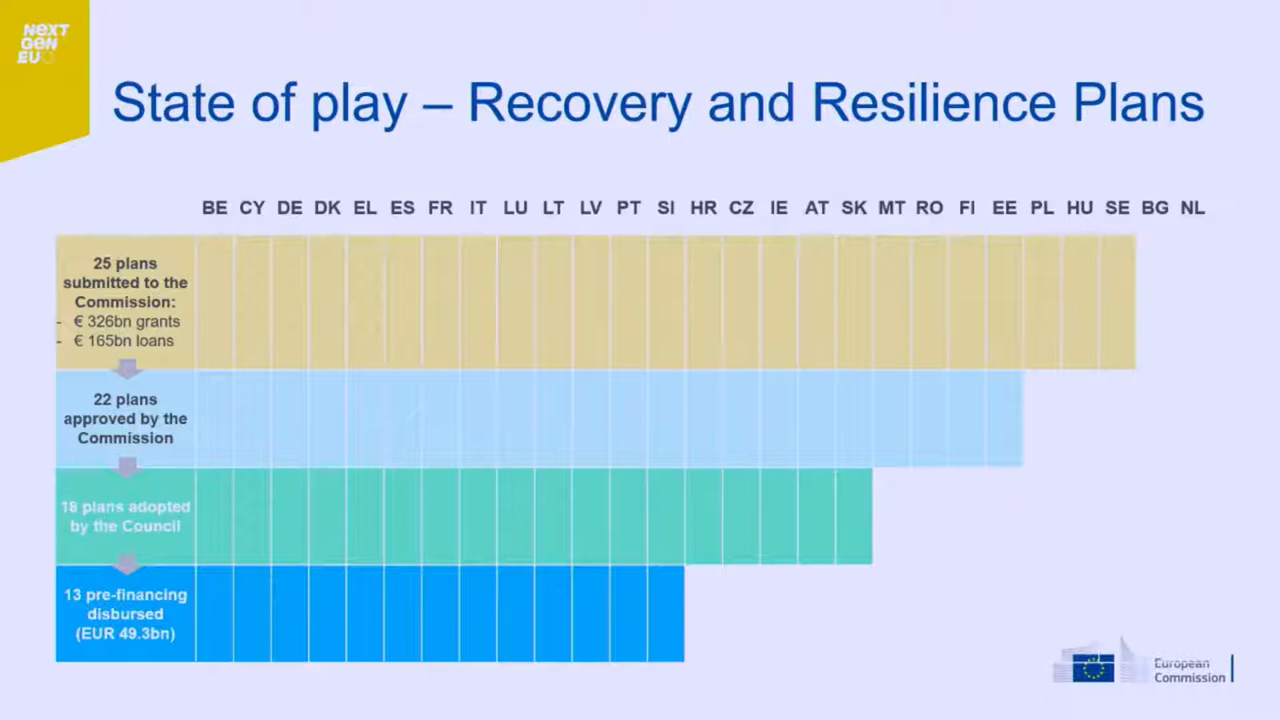 NEXT
GEN
EU
State of play – Recovery and Resilience Plans
BE CY DE DK EL ES FR IT LU LT LV PT SI HR CZ IE AT SK MT RO FI EE PL HU SE BG NL
25 plans
submitted to the
Commission:
- € 326bn grants
- € 165bn loans
22 plans
approved by the
Commission
18 plans adopted
by the Council
13 pre-financing
disbursed
(EUR 49.3bn)
European
Commission